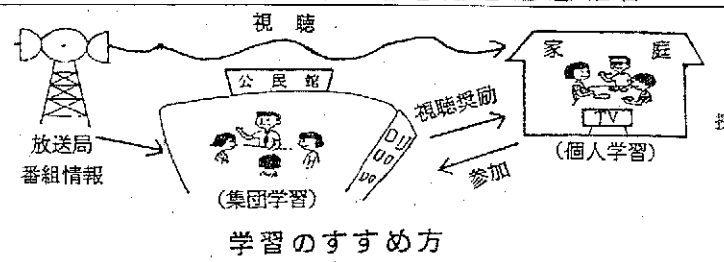 視聴
家庭
公民館
TV
視聴奨励
放送局
番組情報
参加
(個人学習)
(集団学習)
学習のすすめ方